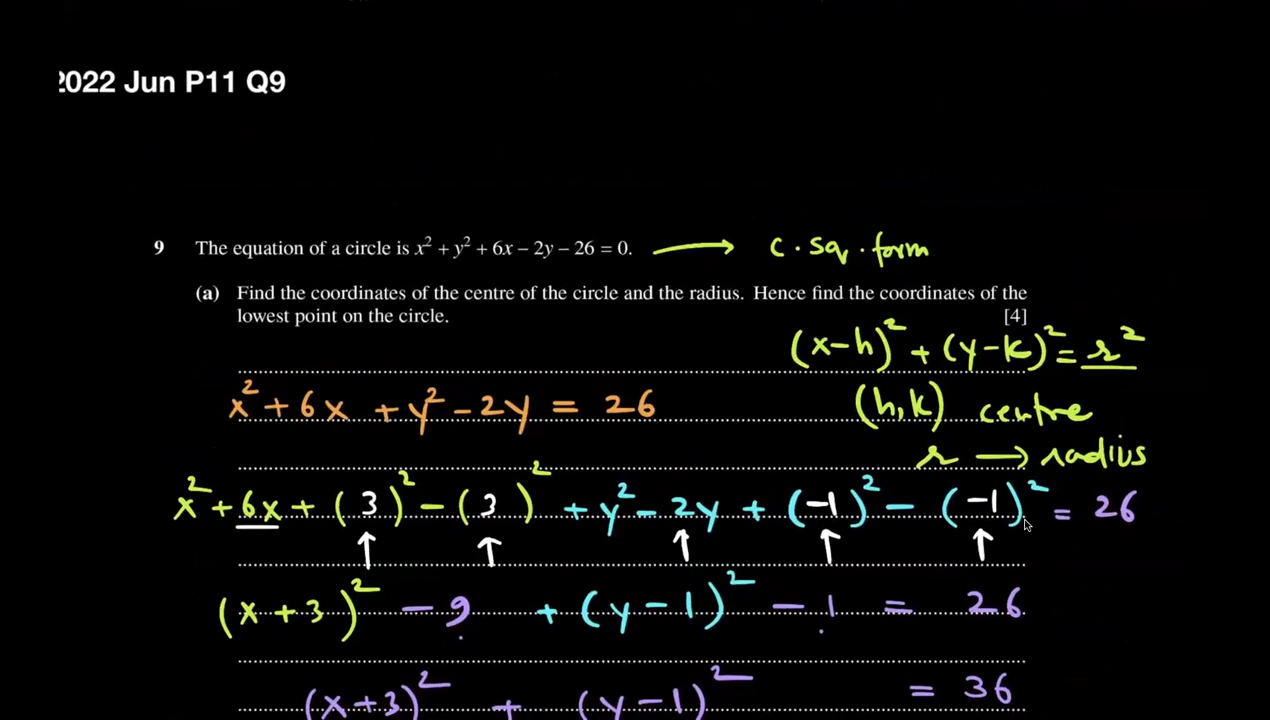 2022 Jun P11 Q9
9 The equation of a circle is x² + y² + 6x − 2y − 26 = 0. → c. sq. form
(a) Find the coordinates of the centre of the circle and the radius. Hence find the coordinates of the
lowest point on the circle. [4]
(x-h)² + (y-k)² = r²
x² + 6x + y² - 2y = 26
(h,k) centre
r → radius
x² + 6x + (3)² - (3)² + y² - 2y + (-1)² - (-1)² = 26
(x+3)² - 9 + (y-1)² - 1 = 26
(x+3)² + (y-1)² = 36